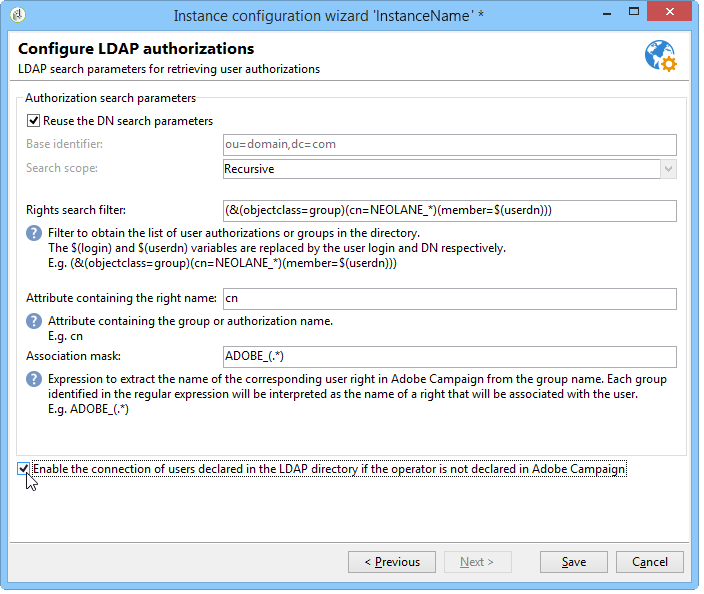 Instance configuration wizard 'InstanceName' *
Configure LDAP authorizations
LDAP search parameters for retrieving user authorizations
Authorization search parameters
Reuse the DN search parameters
Base identifier: ou=domain,dc=com
Search scope: Recursive
Rights search filter: (&(objectclass=group)(cn=NEOLANE_*)(member=$(userdn)))
? Filter to obtain the list of user authorizations or groups in the directory.
The $(login) and $(userdn) variables are replaced by the user login and DN respectively.
E.g. (&(objectclass=group)(cn=NEOLANE_*)(member=$(userdn)))
Attribute containing the right name: cn
? Attribute containing the group or authorization name.
E.g. cn
Association mask: ADOBE_(.*)
? Expression to extract the name of the corresponding user right in Adobe Campaign from the group name. Each group
identified in the regular expression will be interpreted as the name of a right that will be associated with the user.
E.g. ADOBE_(.*)
Enable the connection of users declared in the LDAP directory if the operator is not declared in Adobe Campaign
< Previous Next > Save Cancel